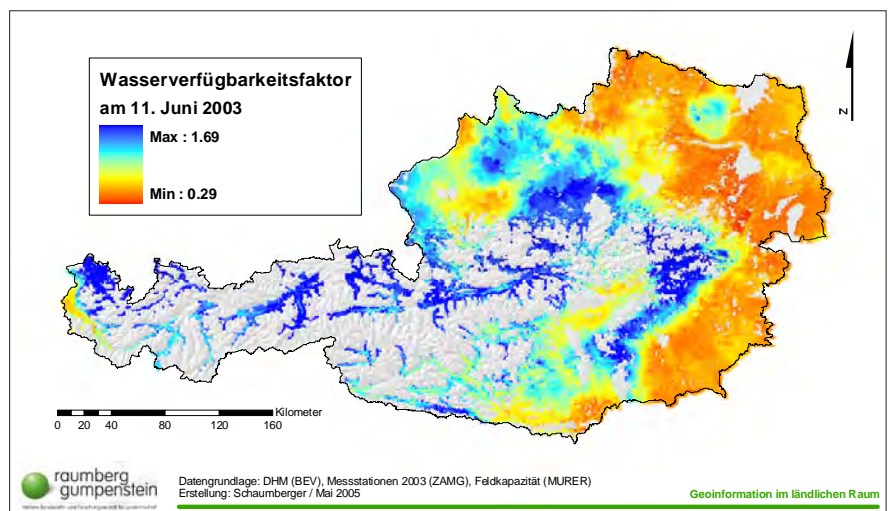 Wasserverfügbarkeitsfaktor
am 11. Juni 2003
Max : 1.69
Min : 0.29
N
Kilometer
0 20 40 80 120 160
raumberg
gumpenstein
Datengrundlage: DHM (BEV), Messstationen 2003 (ZAMG), Feldkapazität (MURER)
Erstellung: Schaumberger / Mai 2005
Geoinformation im ländlichen Raum